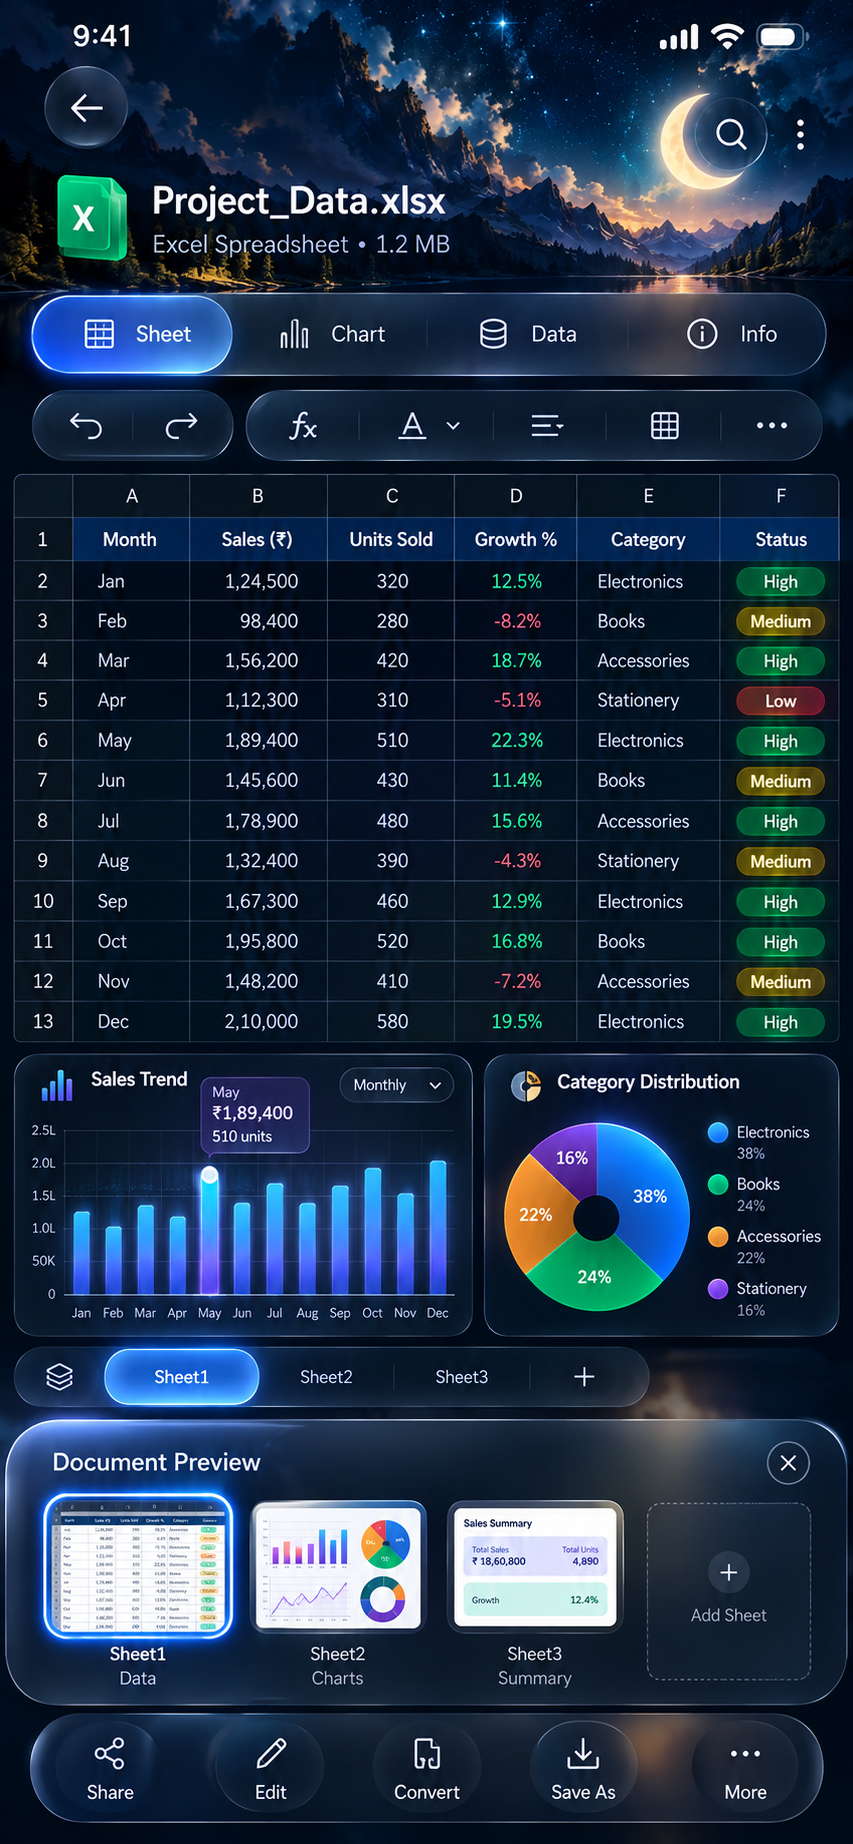 9:41
Project_Data.xlsx
Excel Spreadsheet • 1.2 MB
X
Sheet Chart Data Info
fx A
A B C D E F
1 Month Sales (₹) Units Sold Growth % Category Status
2 Jan 1,24,500 320 12.5% Electronics High
3 Feb 98,400 280 -8.2% Books Medium
4 Mar 1,56,200 420 18.7% Accessories High
5 Apr 1,12,300 310 -5.1% Stationery Low
6 May 1,89,400 510 22.3% Electronics High
7 Jun 1,45,600 430 11.4% Books Medium
8 Jul 1,78,900 480 15.6% Accessories High
9 Aug 1,32,400 390 -4.3% Stationery Medium
10 Sep 1,67,300 460 12.9% Electronics High
11 Oct 1,95,800 520 16.8% Books High
12 Nov 1,48,200 410 -7.2% Accessories Medium
13 Dec 2,10,000 580 19.5% Electronics High
Sales Trend
Monthly
May
₹1,89,400
510 units
2.5L
2.0L
1.5L
1.0L
50K
0
Jan Feb Mar Apr May Jun Jul Aug Sep Oct Nov Dec
Category Distribution
16%
38%
22%
24%
Electronics
38%
Books
24%
Accessories
22%
Stationery
16%
Sheet1 Sheet2 Sheet3 +
Document Preview
Sheet1
Data
Sheet2
Charts
Sales Summary
Total Sales Total Units
₹ 18,60,800 4,890
Growth 12.4%
Sheet3
Summary
Add Sheet
Share Edit Convert Save As More